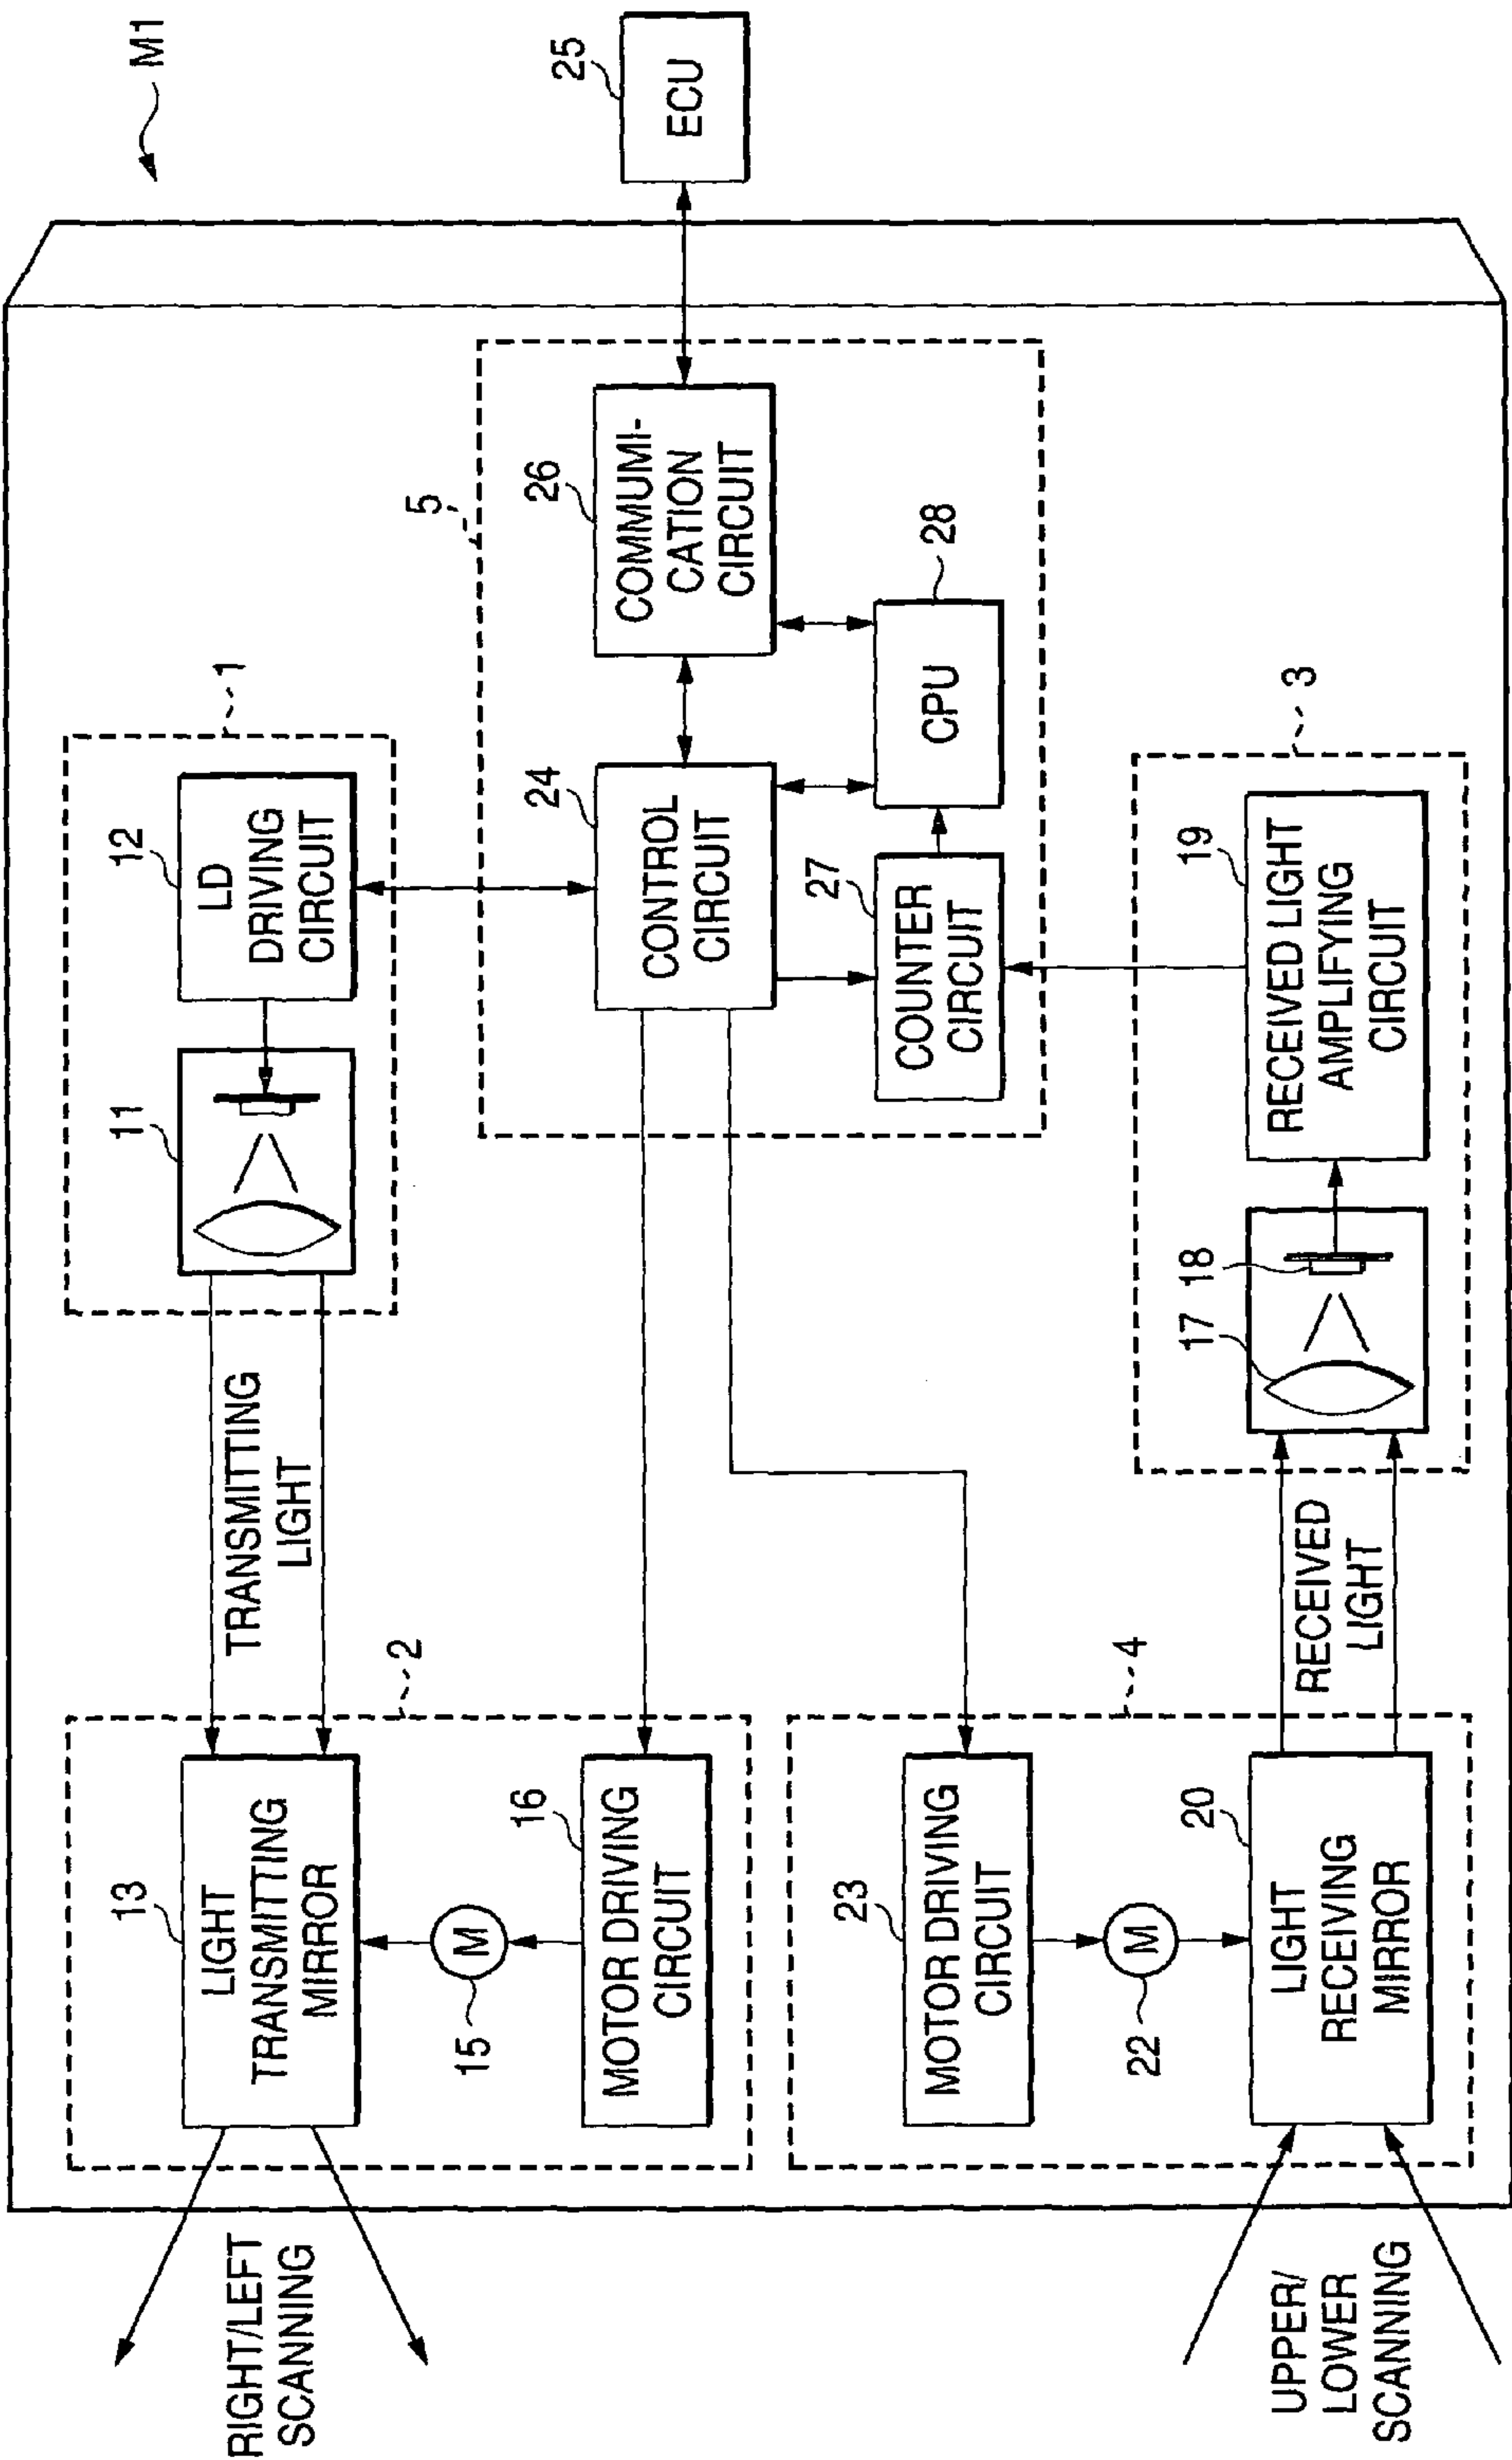 M1
RIGHT/LEFT
SCANNING
13
LIGHT
TRANSMITTING
MIRROR
15
M
16
MOTOR DRIVING
CIRCUIT
2
TRANSMITTING
LIGHT
11
12
LD
DRIVING
CIRCUIT
1
5
24
CONTROL
CIRCUIT
26
COMMUMI-
CATION
CIRCUIT
25
ECU
27
COUNTER
CIRCUIT
CPU
28
UPPER/
LOWER
SCANNING
23
MOTOR DRIVING
CIRCUIT
22
M
20
LIGHT
RECEIVING
MIRROR
4
RECEIVED
LIGHT
17
18
19
RECEIVED LIGHT
AMPLIFYING
CIRCUIT
3